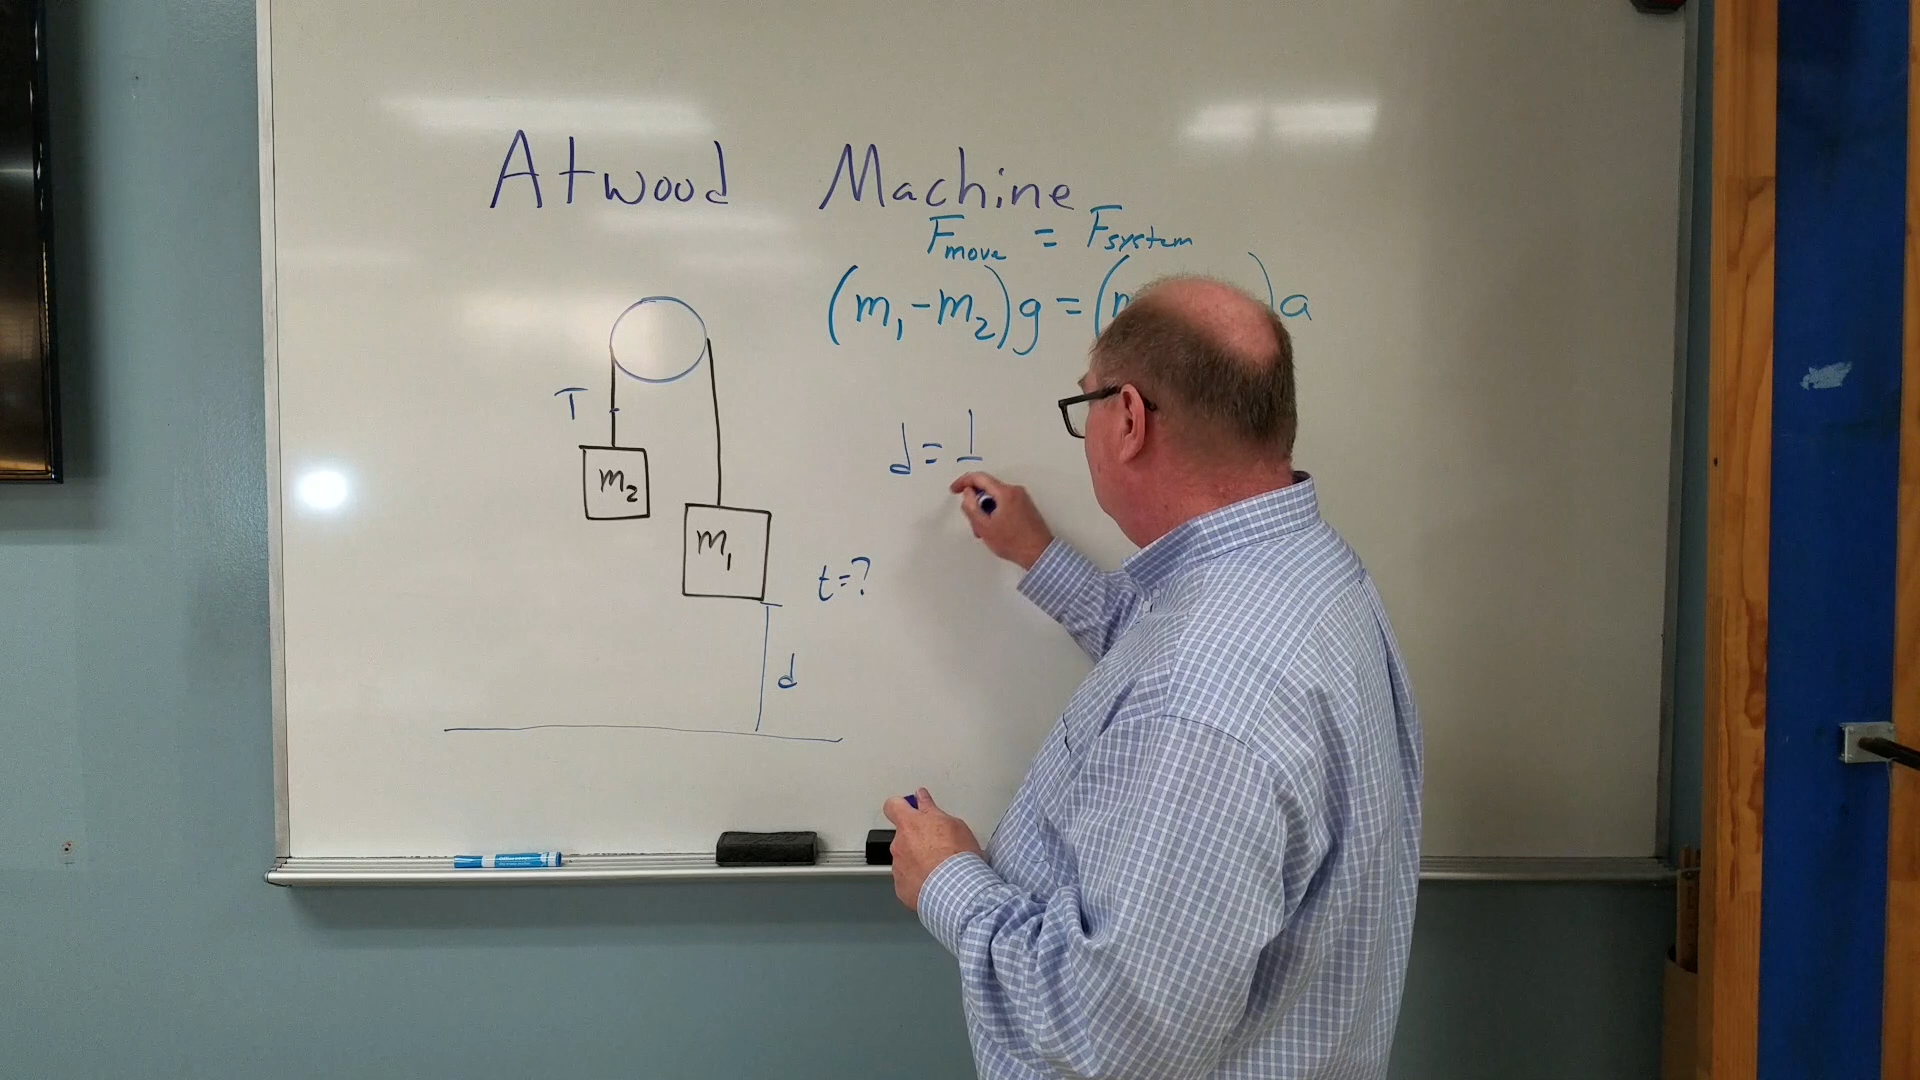 Atwood Machine
Fmove = Fsystem
(m₁-m₂)g=( )a
T
d=1
m₂
m₁
t=?
d